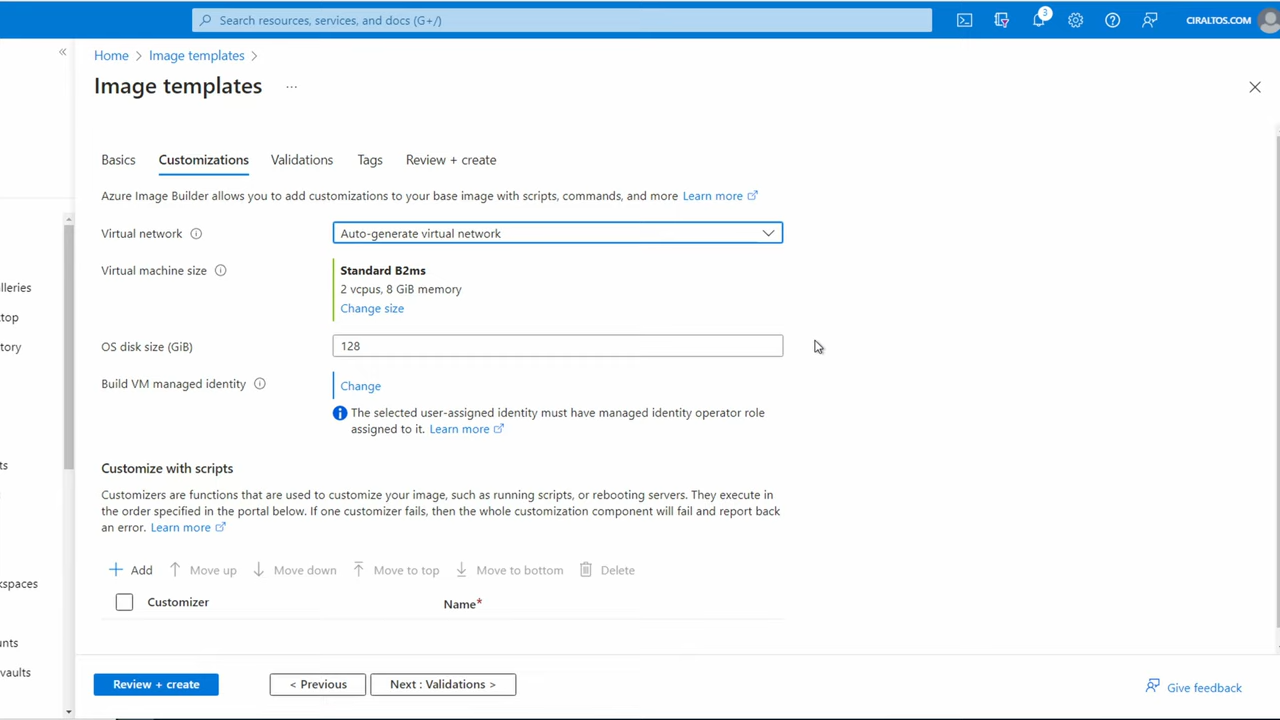 Search resources, services, and docs (G+/)
3
CIRALTOS.COM
«
Home > Image templates >
Image templates ...
Basics Customizations Validations Tags Review + create
Azure Image Builder allows you to add customizations to your base image with scripts, commands, and more Learn more
Virtual network Auto-generate virtual network
Virtual machine size Standard B2ms
2 vcpus, 8 GiB memory
lleries
Change size
top
tory
OS disk size (GiB) 128
Build VM managed identity Change
The selected user-assigned identity must have managed identity operator role
assigned to it. Learn more
ts
Customize with scripts
Customizers are functions that are used to customize your image, such as running scripts, or rebooting servers. They execute in
the order specified in the portal below. If one customizer fails, then the whole customization component will fail and report back
an error. Learn more
Add Move up Move down Move to top Move to bottom Delete
kspaces
Customizer Name*
unts
vaults
Review + create < Previous Next : Validations > Give feedback